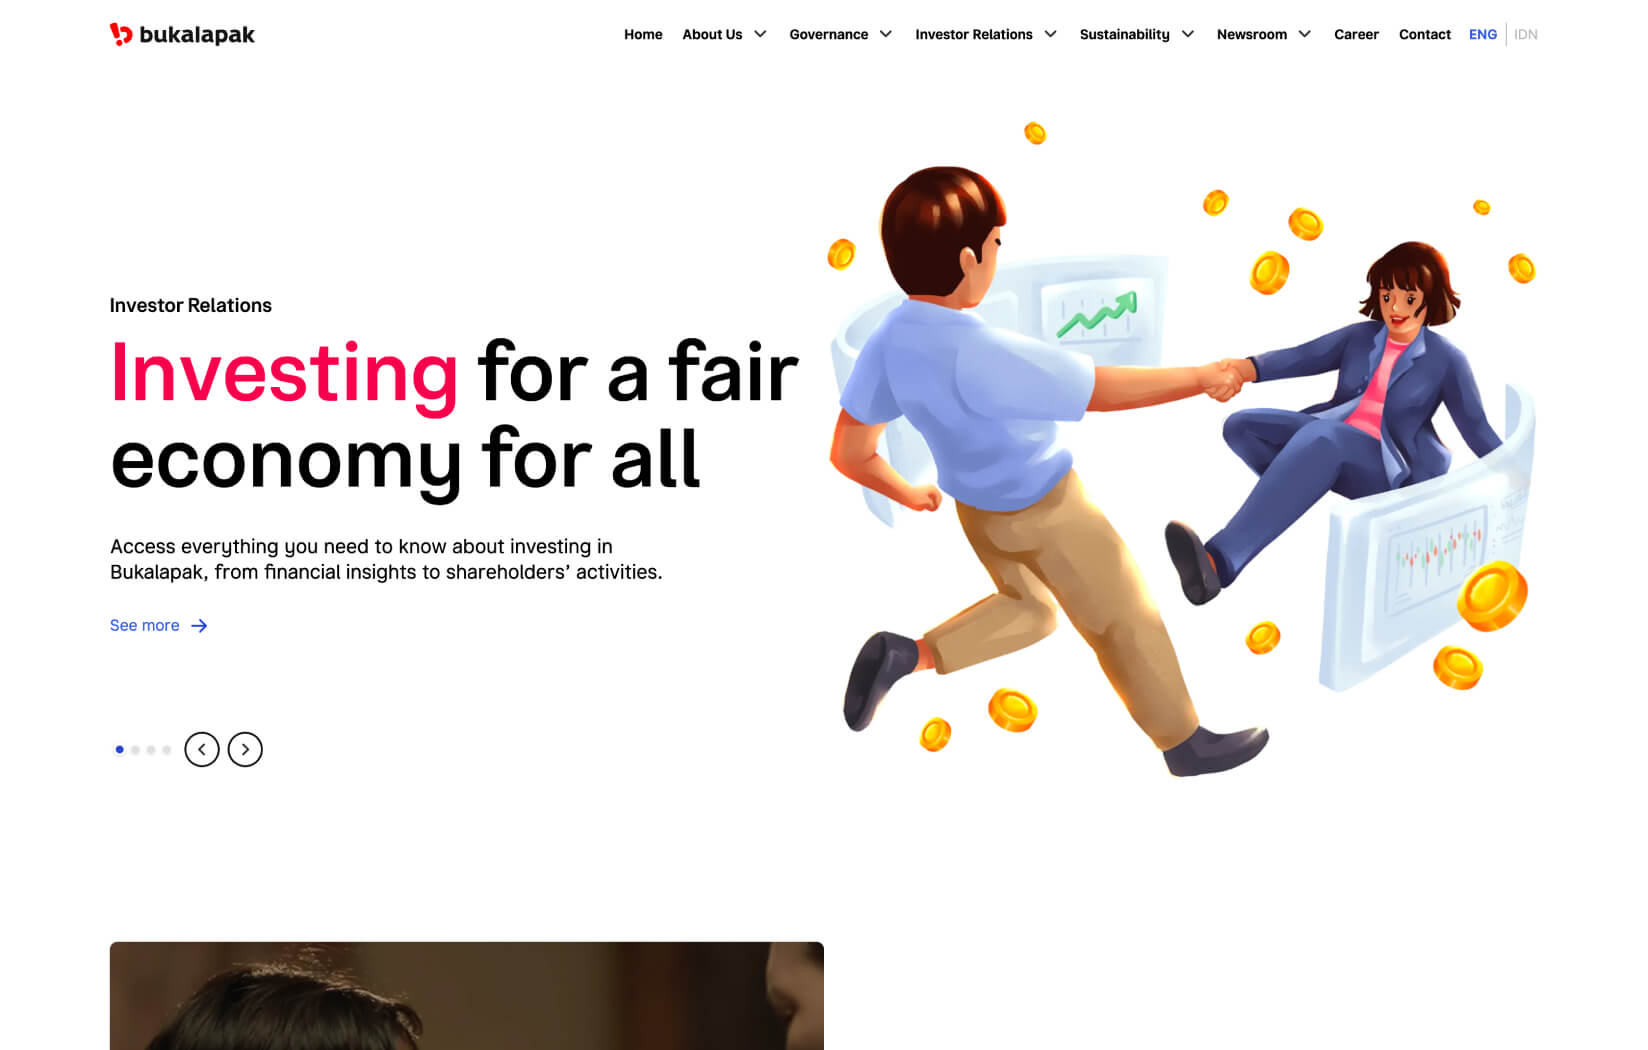 bukalapak
Home About Us Governance Investor Relations Sustainability Newsroom Career Contact ENG IDN
Investor Relations
Investing for a fair
economy for all
Access everything you need to know about investing in
Bukalapak, from financial insights to shareholders’ activities.
See more